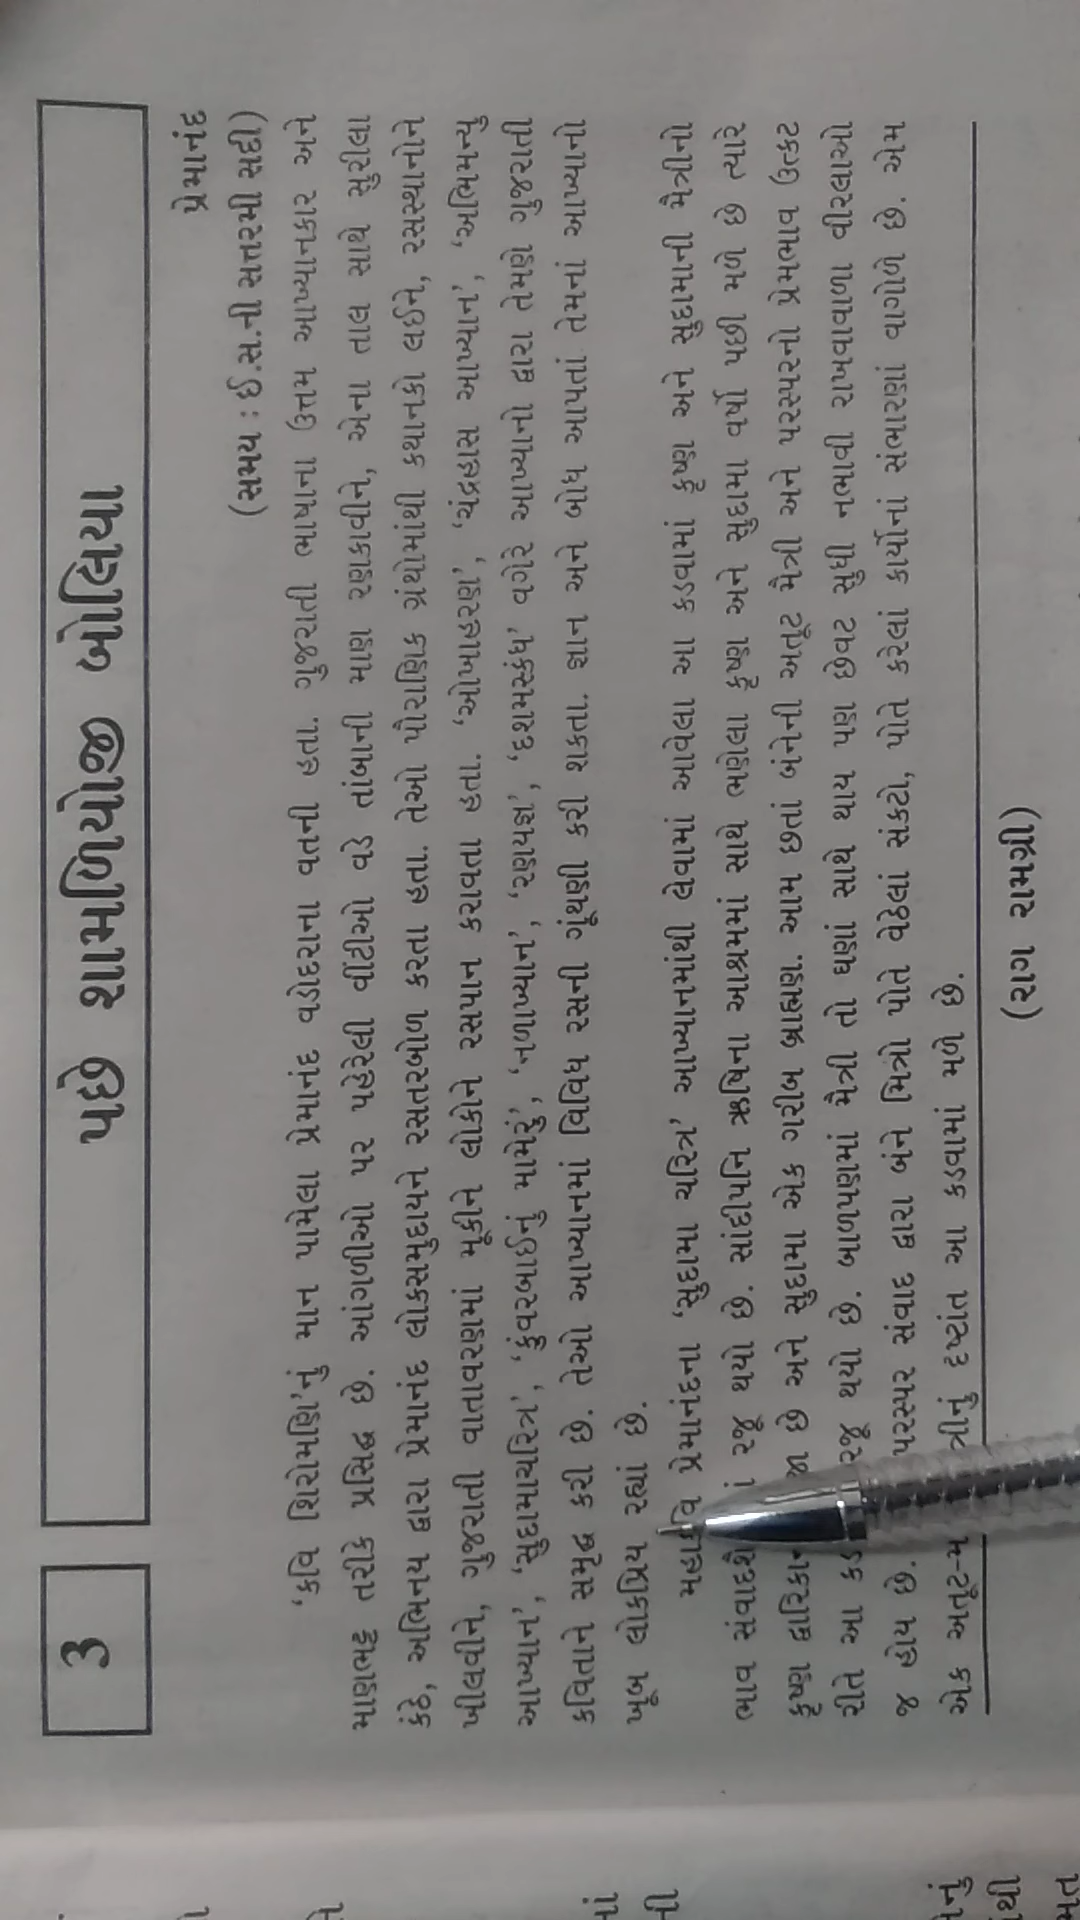 3
પછે શામળિયોજી બોલિયા
પ્રેમાનંદ
(સમય : ઈ.સ.ની સત્તરમી સદી)
‘કવિ શિરોમણિ’નું માન પામેલા પ્રેમાનંદ વડોદરાના વતની હતા. ગુજરાતી ભાષાના ઉત્તમ આખ્યાનકાર અને
માણભટ્ટ તરીકે પ્રસિદ્ધ છે. આંગળીઓ પર પહેરેલી વીંટીઓ વડે તાંબાની માણ રણકાવીને, એના તાલ સાથે સુરીલા
કંઠે, અભિનય દ્વારા પ્રેમાનંદ લોકસમુદાયને રસતરબોળ કરતા હતા. તેઓ પૌરાણિક ગ્રંથોમાંથી કથાનકો લઈને, રસસ્થાનોને
ખીલવીને, ગુજરાતી વાતાવરણમાં મૂકીને લોકોને રસપાન કરાવતા હતા. ‘ઓખાહરણ’, ‘ચંદ્રહાસ આખ્યાન’, ‘અભિમન્યુ
આખ્યાન’, ‘સુદામાચરિત્ર’, ‘કુંવરબાઈનું મામેરું’, ‘નળાખ્યાન’, ‘રણયજ્ઞ’, ‘દશમસ્કંધ’ વગેરે આખ્યાનો દ્વારા તેમણે ગુજરાતી
કવિતાને સમૃદ્ધ કરી છે. તેઓ આખ્યાનમાં વિવિધ રસની ગૂંથણી કરી શકતા. જ્ઞાન અને બોધ આપતાં તેમનાં આખ્યાનો
ખૂબ લોકપ્રિય રહ્યાં છે.
પ્રેમાનંદના ‘સુદામા ચરિત્ર’ આખ્યાનમાંથી લેવામાં આવેલા આ કડવામાં કૃષ્ણ અને સુદામાની મૈત્રીનો
ભાવ રજૂ થયો છે. સાંદીપનિ ઋષિના આશ્રમમાં સાથે ભણેલા કૃષ્ણ અને સુદામા વર્ષો પછી મળે છે ત્યારે
કૃષ્ણ છે અને સુદામા એક ગરીબ બ્રાહ્મણ. આમ છતાં બંનેની અતૂટ મૈત્રી અને પરસ્પરનો પ્રેમભાવ ઉત્કટ
રીતે આ રજૂ થયો છે. બાળપણમાં મૈત્રી તો ઘણાં સાથે થાય પણ છેવટ સુધી નભાવી રાખવાવાળા વીરલાઓ
જ હોય છે. પરસ્પર સંવાદ દ્વારા બંને મિત્રો પોતે વેઠેલાં સંકટો, પોતે કરેલાં કાર્યોનાં સંભારણાં વાગોળે છે. એમ
એક દૃષ્ટાંત આ કડવામાં મળે છે.
(રાગ રામગ્રી)